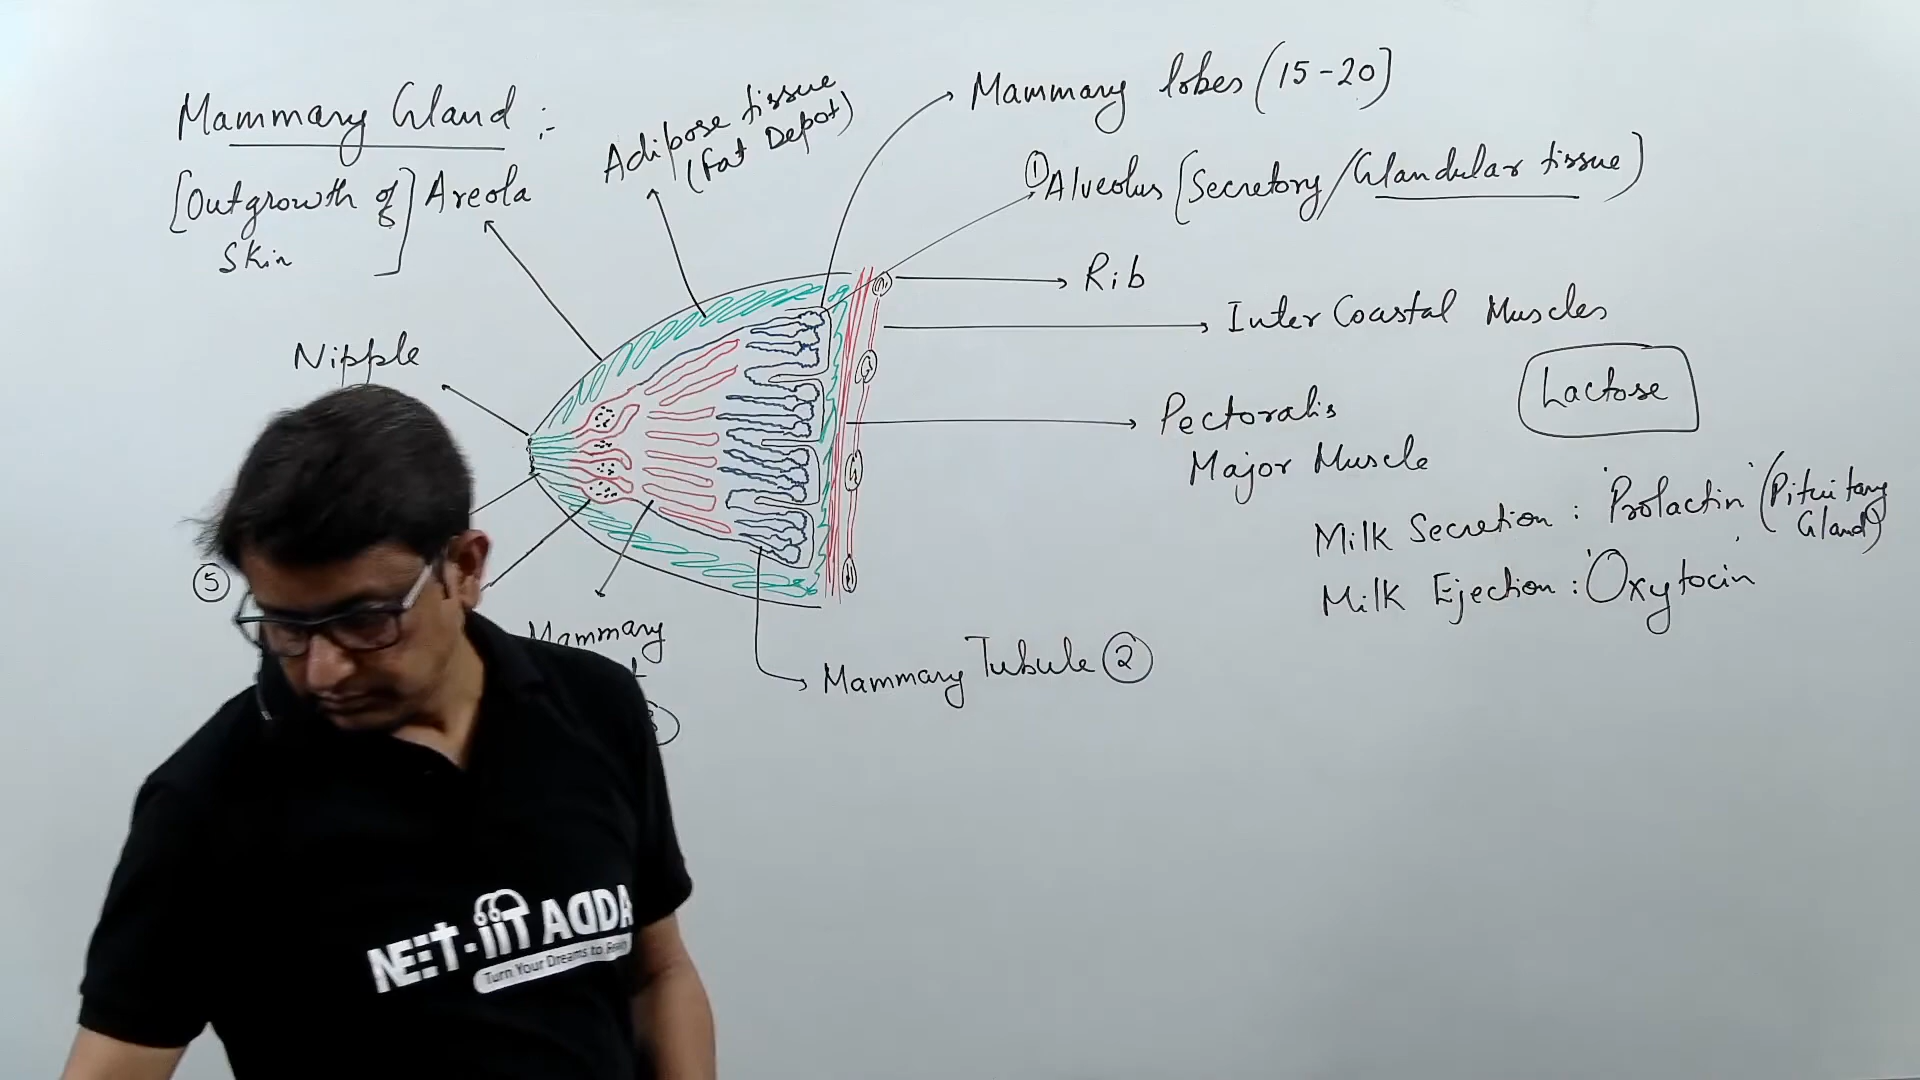 Mammary Gland :-
[Outgrowth of
Skin]
Areola
Adipose tissue
(Fat Depot)
Mammary lobes (15-20)
① Alveolus (Secretory/Glandular tissue)
Rib
Inter Coastal Muscles
Nipple
Lactose
Pectoralis
Major Muscle
Milk Secretion : 'Prolactin' (Pituitary
Gland)
Milk Ejection : 'Oxytocin'
⑤
Mammary
Mammary Tubule ②
NEET-iiT ADDA
Turn Your Dreams to Reality